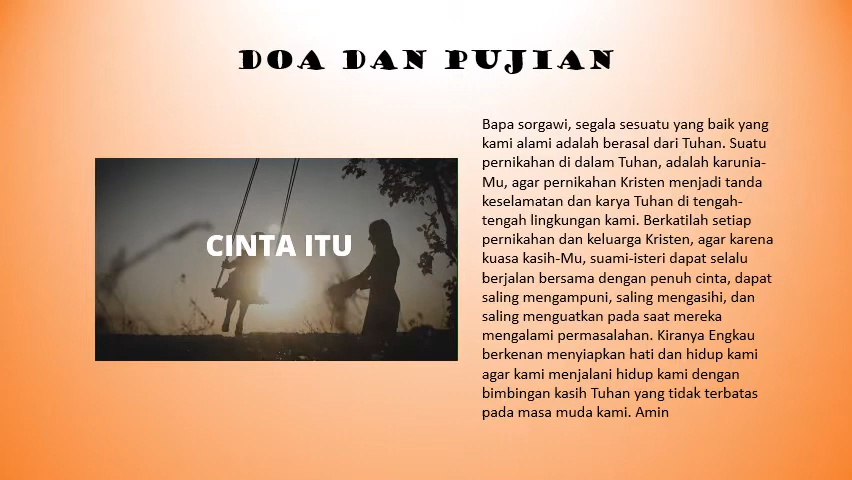 DOA DAN PUJIAN
CINTA ITU
Bapa sorgawi, segala sesuatu yang baik yang
kami alami adalah berasal dari Tuhan. Suatu
pernikahan di dalam Tuhan, adalah karunia-
Mu, agar pernikahan Kristen menjadi tanda
keselamatan dan karya Tuhan di tengah-
tengah lingkungan kami. Berkatilah setiap
pernikahan dan keluarga Kristen, agar karena
kuasa kasih-Mu, suami-isteri dapat selalu
berjalan bersama dengan penuh cinta, dapat
saling mengampuni, saling mengasihi, dan
saling menguatkan pada saat mereka
mengalami permasalahan. Kiranya Engkau
berkenan menyiapkan hati dan hidup kami
agar kami menjalani hidup kami dengan
bimbingan kasih Tuhan yang tidak terbatas
pada masa muda kami. Amin